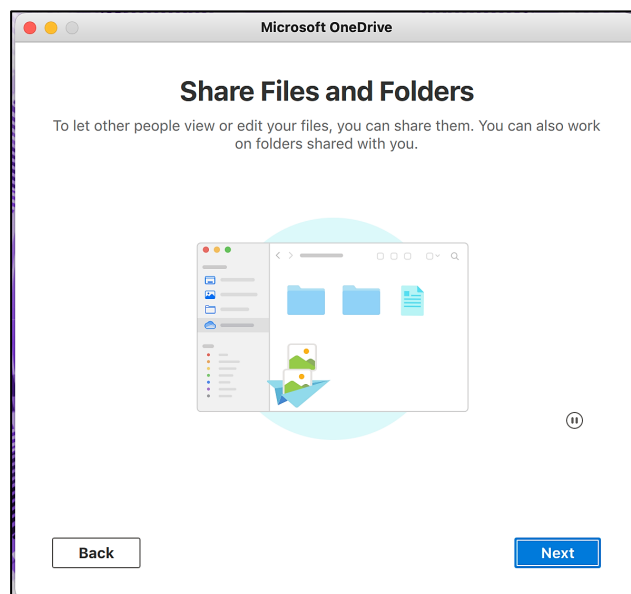 Microsoft OneDrive
Share Files and Folders
To let other people view or edit your files, you can share them. You can also work
on folders shared with you.
Back
Next